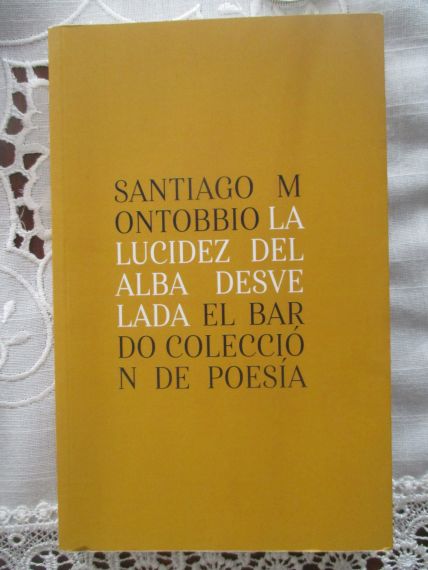 SANTIAGO M
ONTOBBIO LA
LUCIDEZ DEL
ALBA DESVE
LADA EL BAR
DO COLECCIÓ
N DE POESÍA